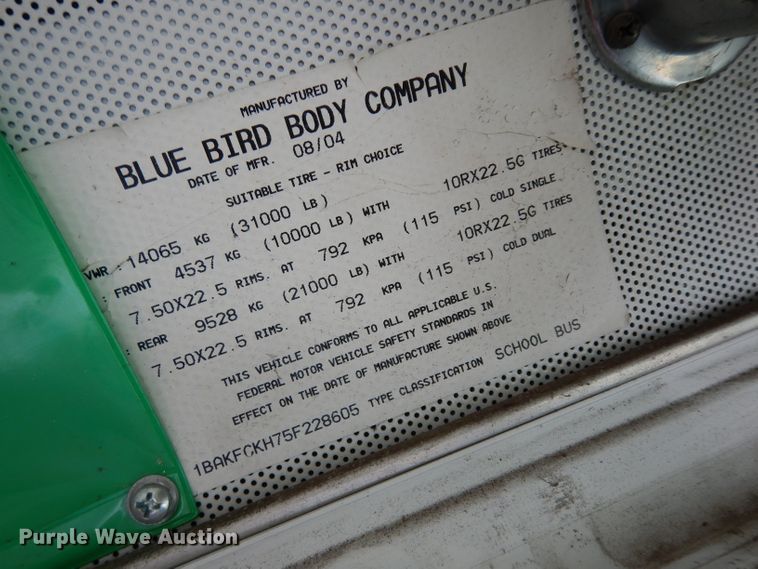 MANUFACTURED BY
BLUE BIRD BODY COMPANY
DATE OF MFR. 08/04
SUITABLE TIRE - RIM CHOICE
VWR : 14065 KG (31000 LB)
: FRONT 4537 KG (10000 LB) WITH 10RX22.5G TIRES
7.50X22.5 RIMS. AT 792 KPA (115 PSI) COLD SINGLE
: REAR 9528 KG (21000 LB) WITH 10RX22.5G TIRES
7.50X22.5 RIMS. AT 792 KPA (115 PSI) COLD DUAL
THIS VEHICLE CONFORMS TO ALL APPLICABLE U.S.
FEDERAL MOTOR VEHICLE SAFETY STANDARDS IN
EFFECT ON THE DATE OF MANUFACTURE SHOWN ABOVE
1BAKFCKH75F228605 TYPE CLASSIFICATION SCHOOL BUS
Purple Wave Auction